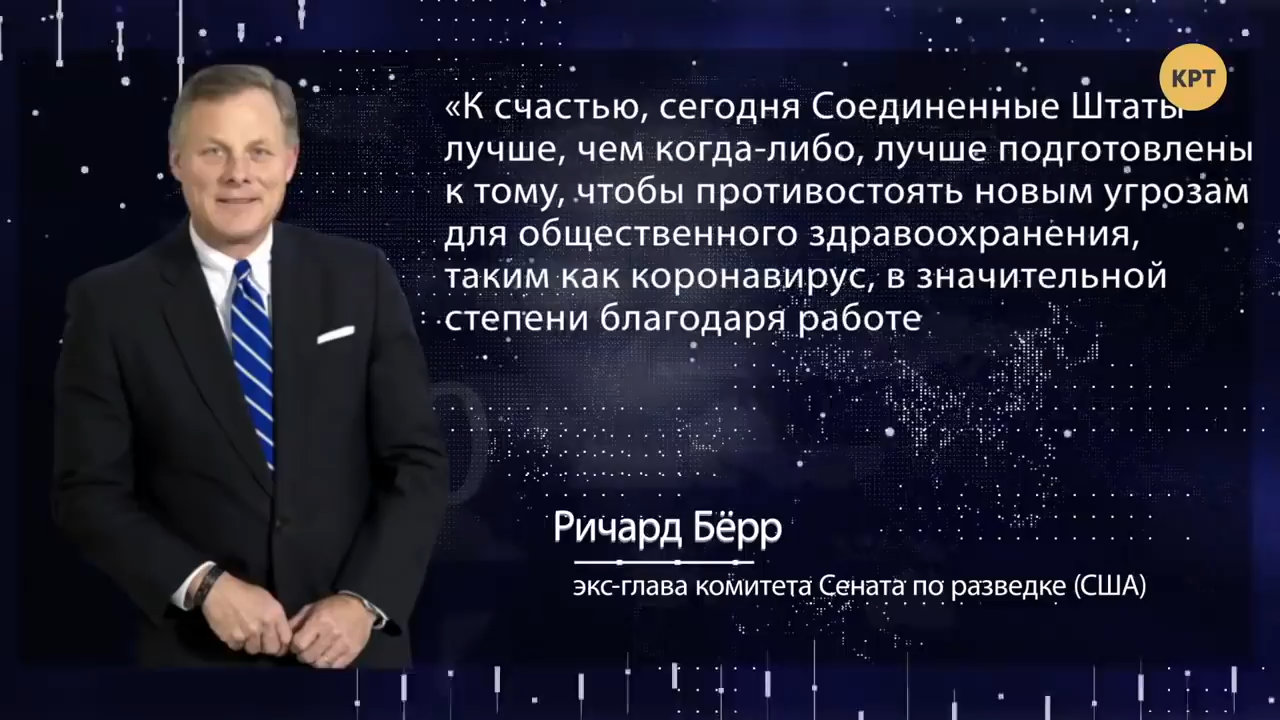 КРТ
«К счастью, сегодня Соединенные Штаты
лучше, чем когда-либо, лучше подготовлены
к тому, чтобы противостоять новым угрозам
для общественного здравоохранения,
таким как коронавирус, в значительной
степени благодаря работе
Ричард Бёрр
экс-глава комитета Сената по разведке (США)